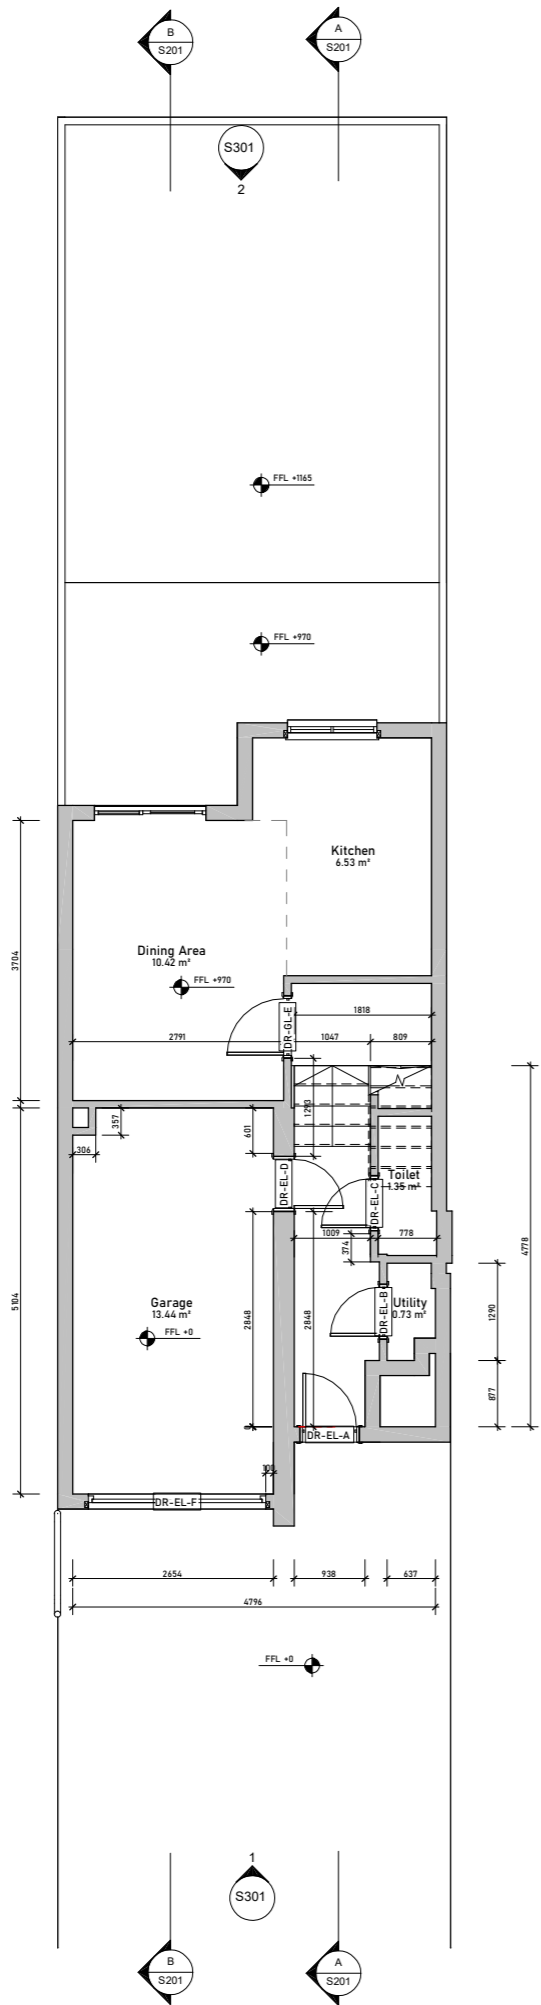 B
S201
A
S201
S301
2
FFL +1165
FFL +970
Kitchen
6.53 m²
Dining Area
10.42 m²
FFL +970
3704
DR-GL-E
1818
2791
1047
809
1293
357
601
306
DR-EL-D
Toilet
1.35 m²
DR-EL-C
1009
778
374
4778
5104
Garage
13.44 m²
FFL +0
2848
2848
DR-EL-B
Utility
0.73 m²
1290
877
DR-EL-A
100
DR-EL-F
2654
938
637
4796
FFL +0
1
S301
B
S201
A
S201